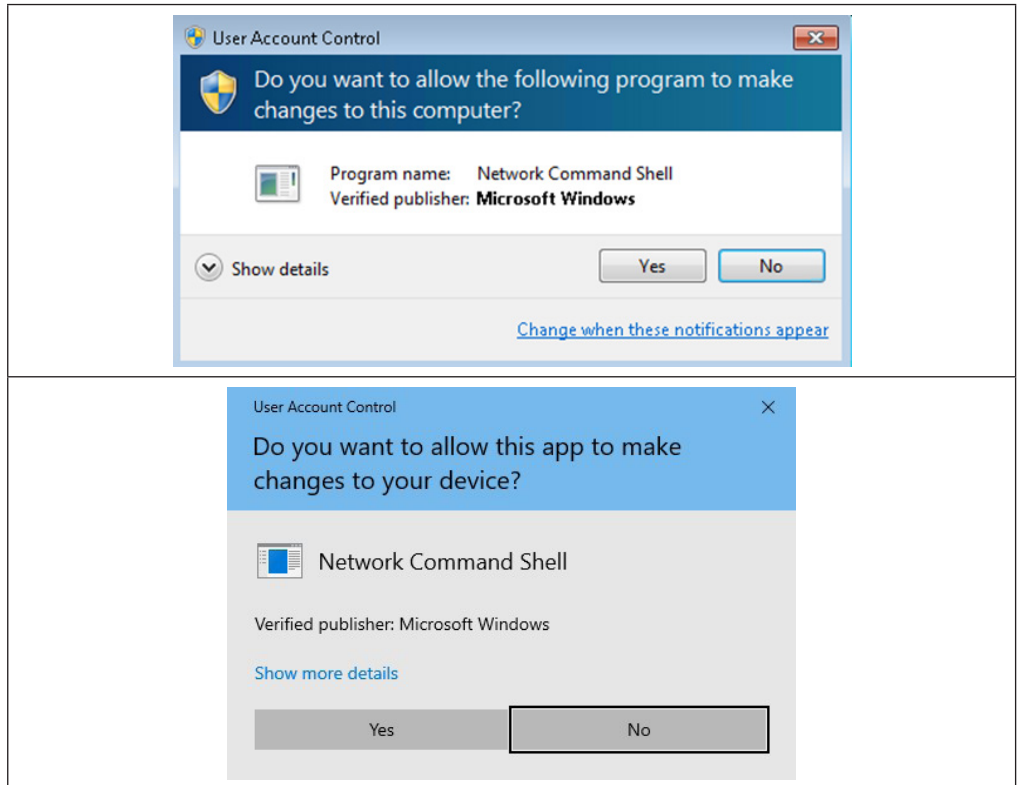 User Account Control
Do you want to allow the following program to make
changes to this computer?
Program name: Network Command Shell
Verified publisher: Microsoft Windows
Show details
Yes
No
Change when these notifications appear
User Account Control
Do you want to allow this app to make
changes to your device?
Network Command Shell
Verified publisher: Microsoft Windows
Show more details
Yes
No